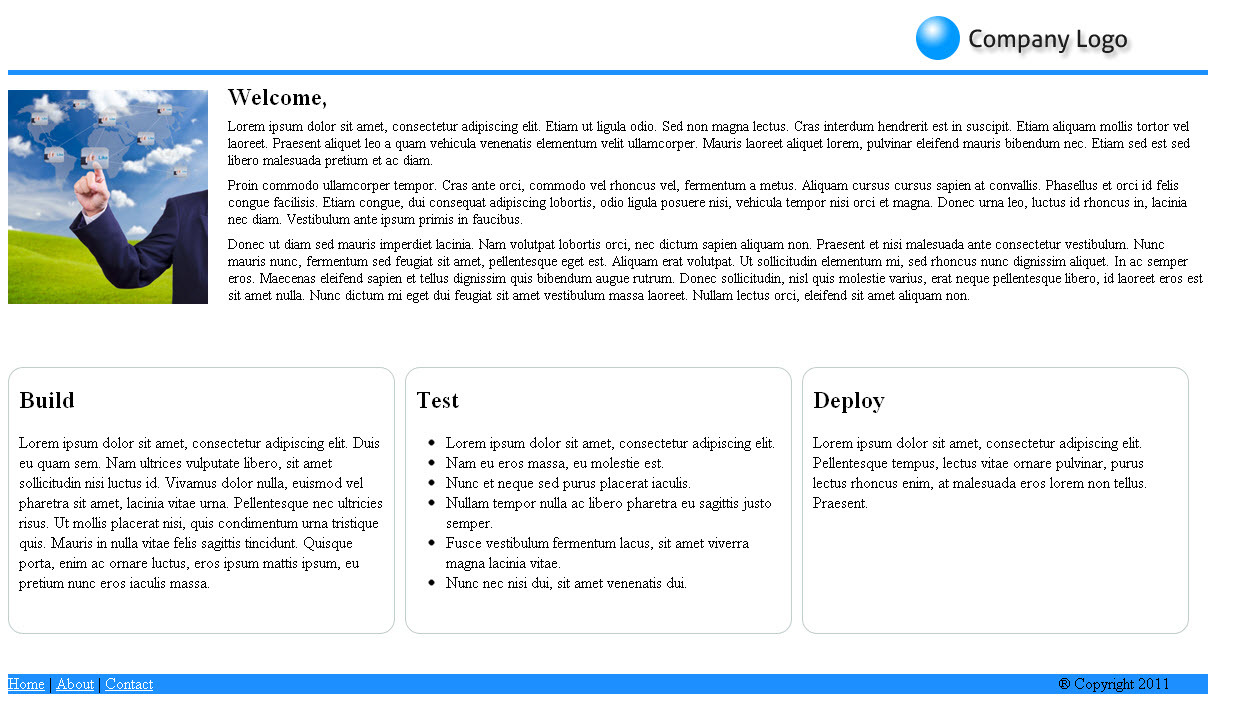 Company Logo
Welcome,
Lorem ipsum dolor sit amet, consectetur adipiscing elit. Etiam ut ligula odio. Sed non magna lectus. Cras interdum hendrerit est in suscipit. Etiam aliquam mollis tortor vel
laoreet. Praesent aliquet leo a quam vehicula venenatis elementum velit ullamcorper. Mauris laoreet aliquet lorem, pulvinar eleifend mauris bibendum nec. Etiam sed est sed
libero malesuada pretium et ac diam.
Proin commodo ullamcorper tempor. Cras ante orci, commodo vel rhoncus vel, fermentum a metus. Aliquam cursus cursus sapien at convallis. Phasellus et orci id felis
congue facilisis. Etiam congue, dui consequat adipiscing lobortis, odio ligula posuere nisi, vehicula tempor nisi orci et magna. Donec urna leo, luctus id rhoncus in, lacinia
nec diam. Vestibulum ante ipsum primis in faucibus.
Donec ut diam sed mauris imperdiet lacinia. Nam volutpat lobortis orci, nec dictum sapien aliquam non. Praesent et nisi malesuada ante consectetur vestibulum. Nunc
mauris nunc, fermentum sed feugiat sit amet, pellentesque eget est. Aliquam erat volutpat. Ut sollicitudin elementum mi, sed rhoncus nunc dignissim aliquet. In ac semper
eros. Maecenas eleifend sapien et tellus dignissim quis bibendum augue rutrum. Donec sollicitudin, nisl quis molestie varius, erat neque pellentesque libero, id laoreet eros est
sit amet nulla. Nunc dictum mi eget dui feugiat sit amet vestibulum massa laoreet. Nullam lectus orci, eleifend sit amet aliquam non.
Build
Lorem ipsum dolor sit amet, consectetur adipiscing elit. Duis
eu quam sem. Nam ultrices vulputate libero, sit amet
sollicitudin nisi luctus id. Vivamus dolor nulla, euismod vel
pharetra sit amet, lacinia vitae urna. Pellentesque nec ultricies
risus. Ut mollis placerat nisi, quis condimentum urna tristique
quis. Mauris in nulla vitae felis sagittis tincidunt. Quisque
porta, enim ac ornare luctus, eros ipsum mattis ipsum, eu
pretium nunc eros iaculis massa.
Test
• Lorem ipsum dolor sit amet, consectetur adipiscing elit.
• Nam eu eros massa, eu molestie est.
• Nunc et neque sed purus placerat iaculis.
• Nullam tempor nulla ac libero pharetra eu sagittis justo
semper.
• Fusce vestibulum fermentum lacus, sit amet viverra
magna lacinia vitae.
• Nunc nec nisi dui, sit amet venenatis dui.
Deploy
Lorem ipsum dolor sit amet, consectetur adipiscing elit.
Pellentesque tempus, lectus vitae ornare pulvinar, purus
lectus rhoncus enim, at malesuada eros lorem non tellus.
Praesent.
Home | About | Contact
® Copyright 2011